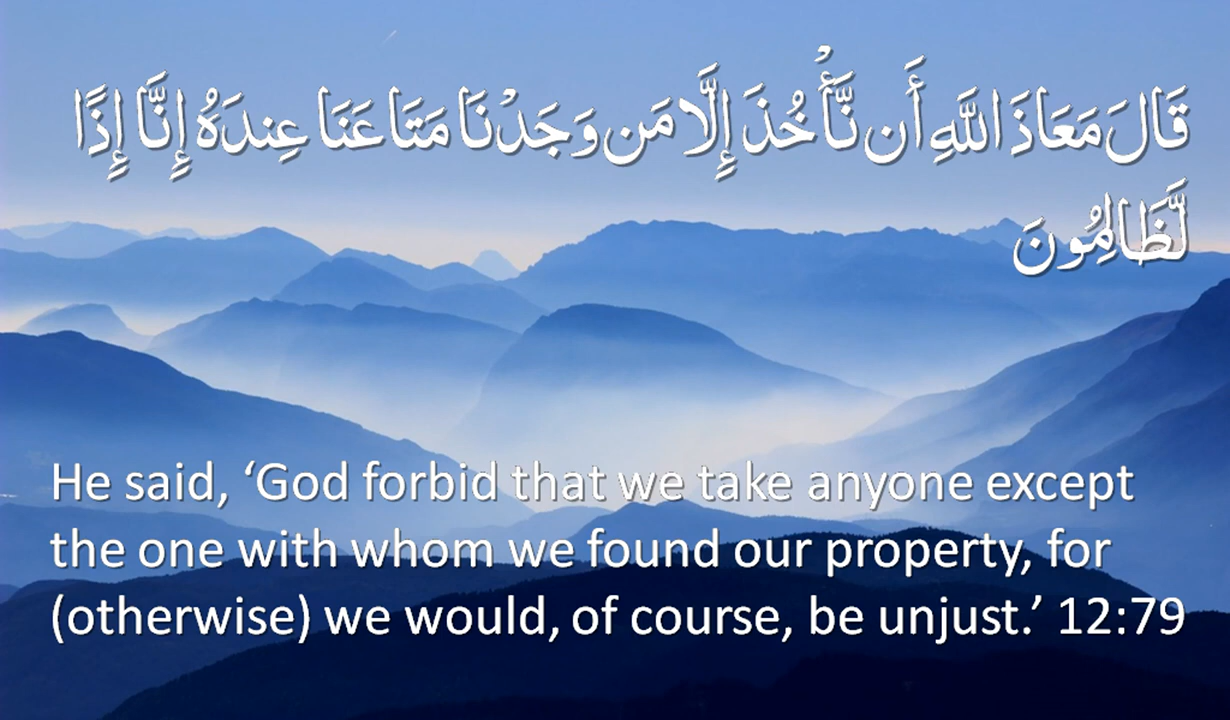 قَالَ مَعَاذَ اللَّهِ أَن نَّأْخُذَ إِلَّا مَن وَجَدْنَا مَتَاعَنَا عِندَهُ إِنَّا إِذًا
لَّظَالِمُونَ
He said, ‘God forbid that we take anyone except
the one with whom we found our property, for
(otherwise) we would, of course, be unjust.’ 12:79